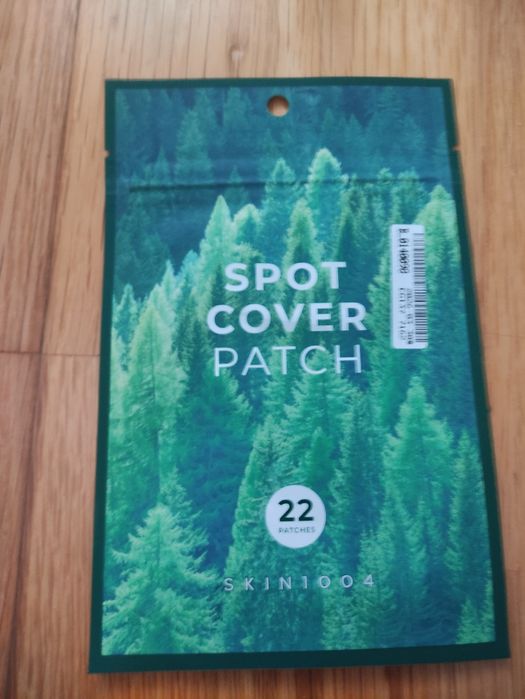 SPOT
COVER
PATCH
22
PATCHES
SKIN1004